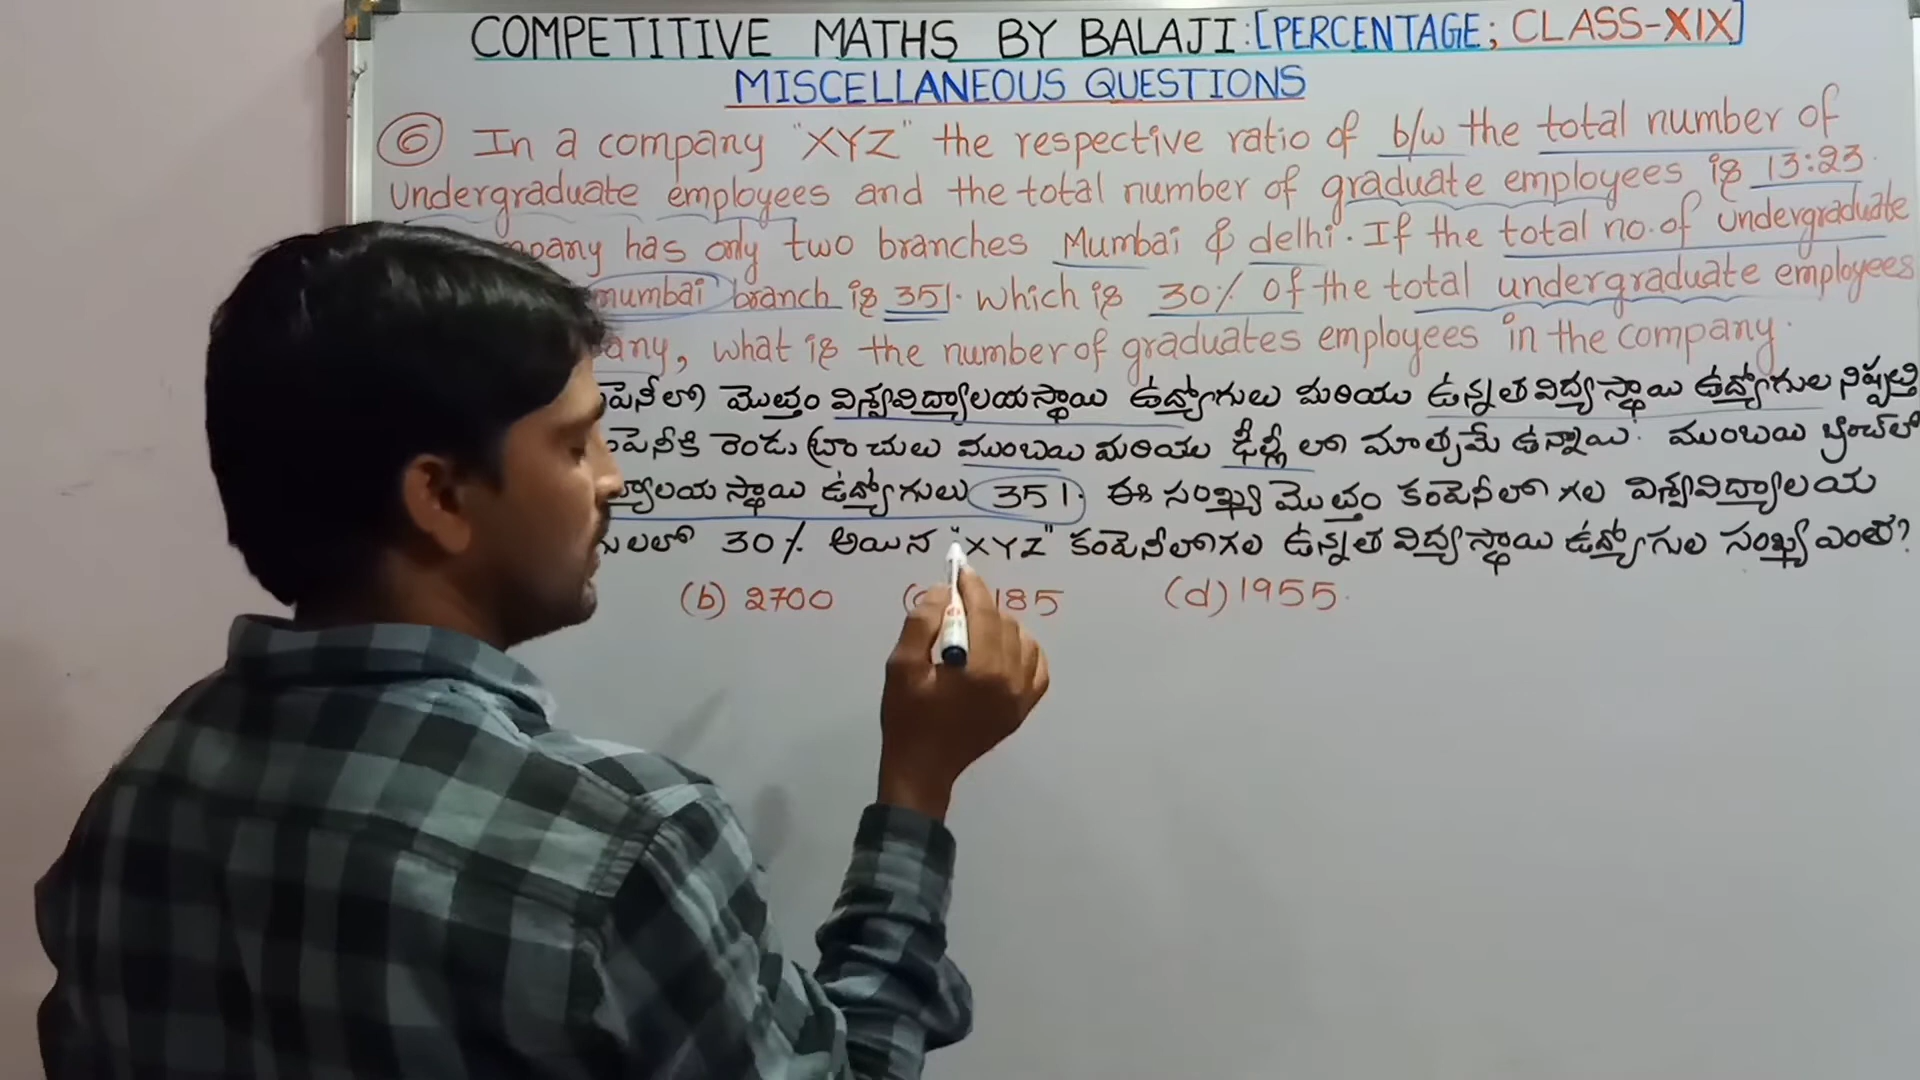 COMPETITIVE MATHS BY BALAJI:[PERCENTAGE; CLASS-XIX]
MISCELLANEOUS QUESTIONS
6 In a company "XYZ" the respective ratio of b/w the total number of
undergraduate employees and the total number of graduate employees is 13:23.
has only two branches Mumbai & delhi. If the total no. of undergraduate
mumbai branch is 351. which is 30% of the total undergraduate employees
what is the number of graduates employees in the company.
మొత్తం విశ్వవిద్యాలయస్థాయి ఉద్యోగులు మరియు ఉన్నత విద్యస్థాయి ఉద్యోగుల నిష్పత్తి
రెండు బ్రాంచులు ముంబయి మరియు ఢిల్లీ లో మాత్రమే ఉన్నాయి. ముంబయి బ్రాంచ్‌లో
స్థాయి ఉద్యోగులు 351. ఈ సంఖ్య మొత్తం కంపెనీలో గల విశ్వవిద్యాలయ
30% అయిన "XYZ" కంపెనీలోగల ఉన్నత విద్యస్థాయి ఉద్యోగుల సంఖ్య ఎంత?
(b) 2700 (d) 1955.